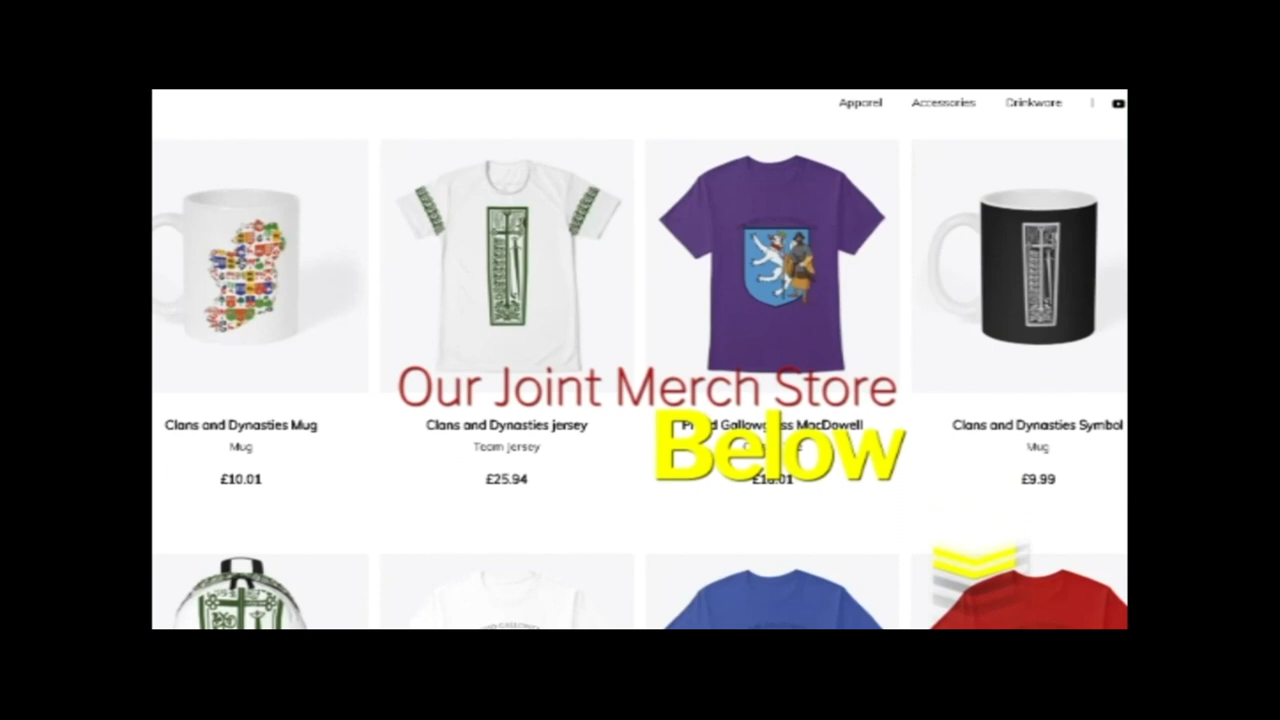 Apparel Accessories Drinkware
Our Joint Merch Store
Below
Clans and Dynasties Mug
Mug
£10.01
Clans and Dynasties jersey
Team Jersey
£25.94
MacDowell
Clans and Dynasties Symbol
Mug
£9.99